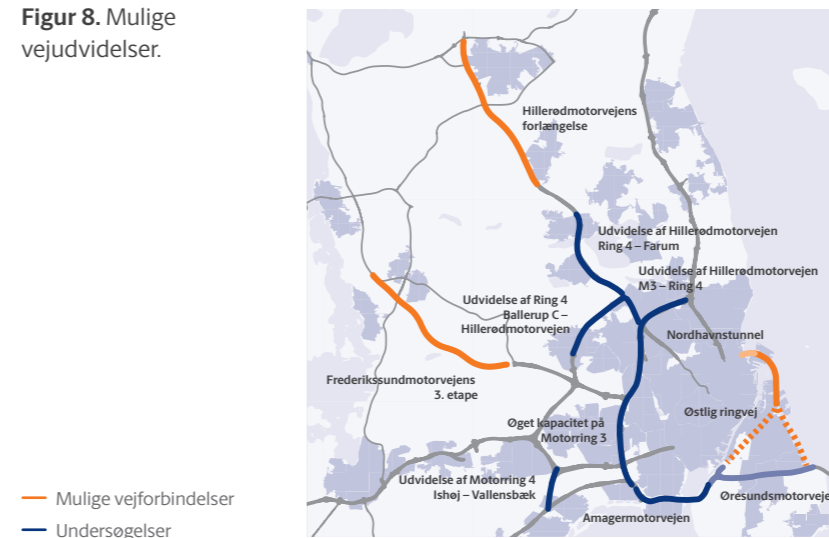 Figur 8. Mulige
vejudvidelser.
Hillerødmotorvejens
forlængelse
Udvidelse af Hillerødmotorvejen
Ring 4 – Farum
Udvidelse af Hillerødmotorvejen
M3 – Ring 4
Udvidelse af Ring 4
Ballerup C –
Hillerødmotorvejen
Nordhavnstunnel
Frederikssundmotorvejens
3. etape
Østlig ringvej
Øget kapacitet på
Motorring 3
Udvidelse af Motorring 4
Ishøj – Vallensbæk
Øresundsmotorveje
Amagermotorvejen
Mulige vejforbindelser
Undersøgelser